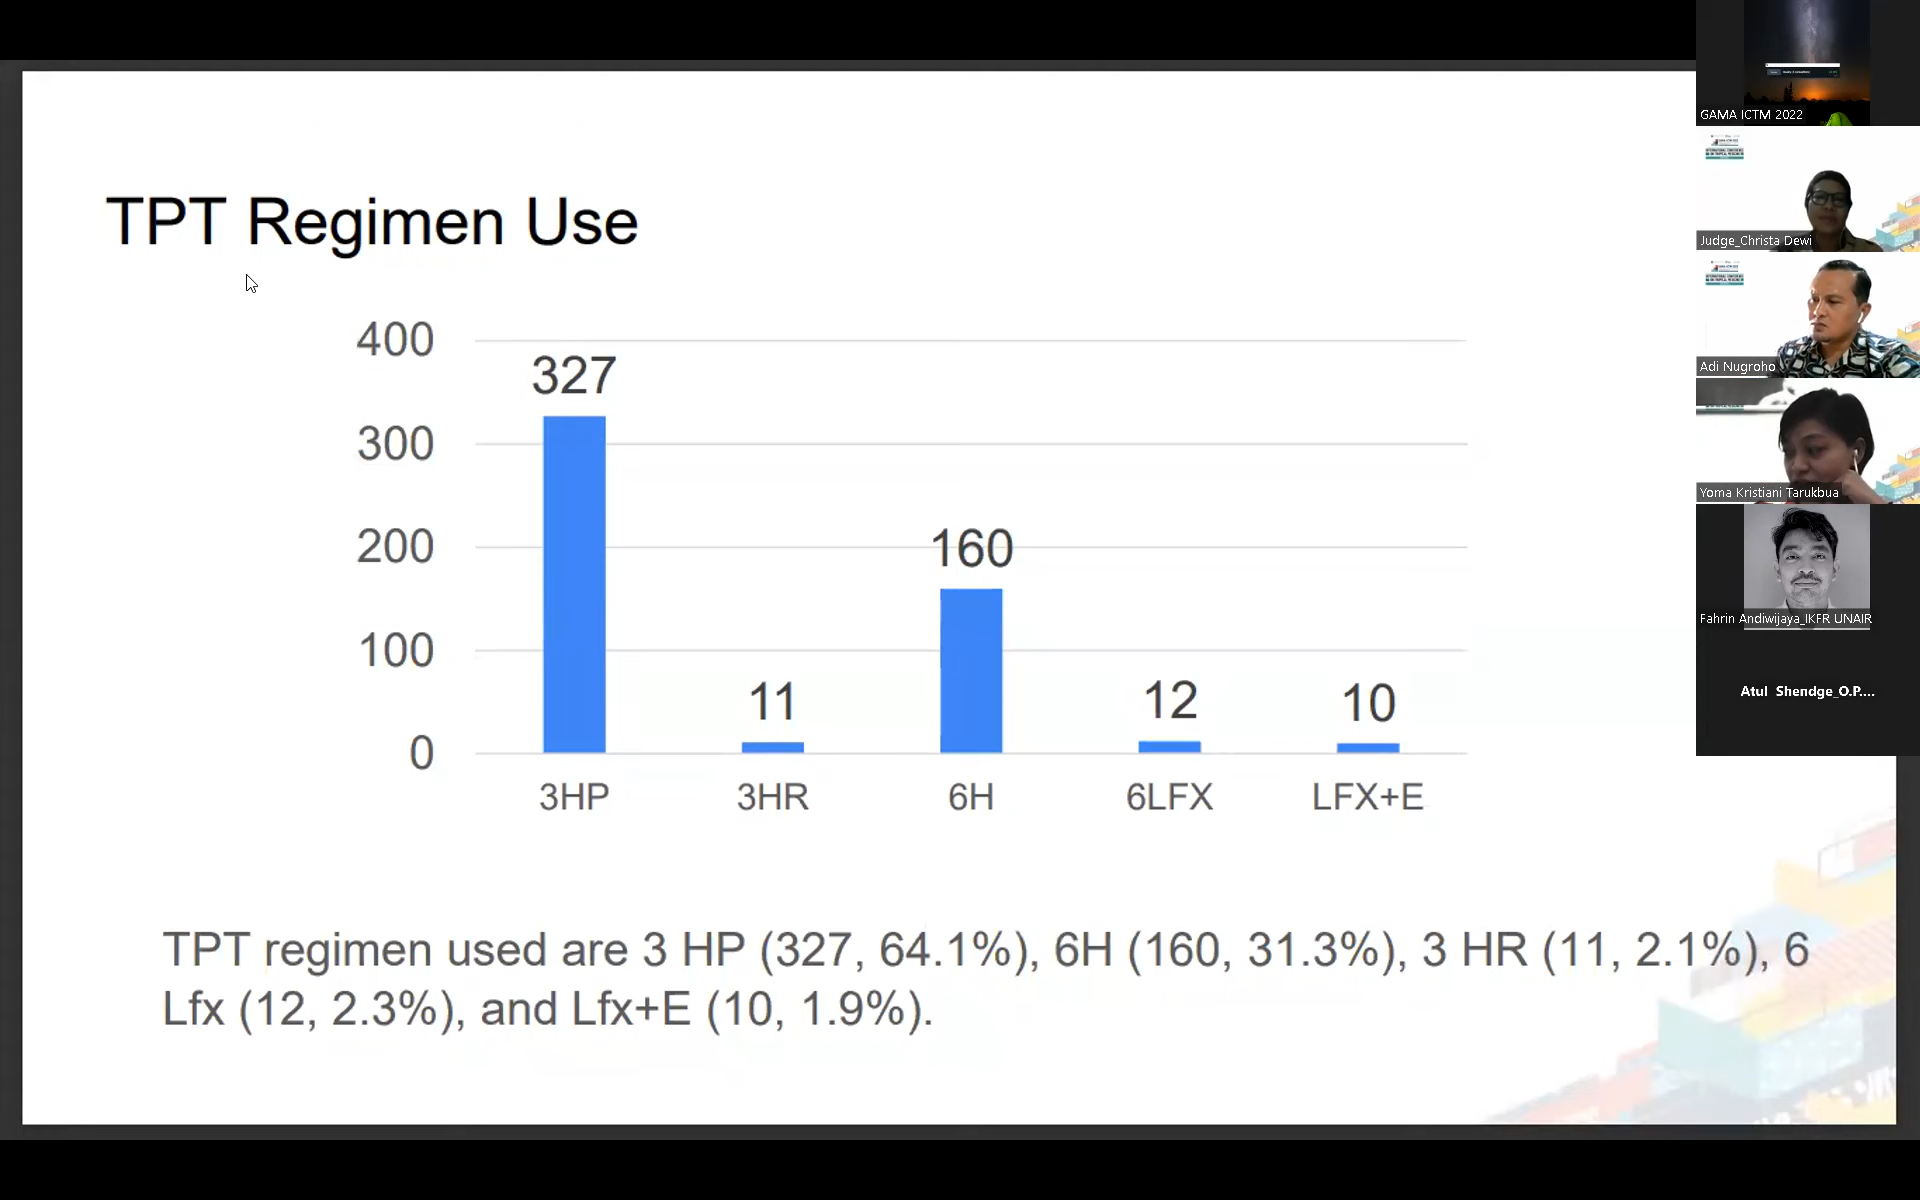 TPT Regimen Use
400
300
200
100
0
327
11
160
12
10
3HP
3HR
6H
6LFX
LFX+E
TPT regimen used are 3 HP (327, 64.1%), 6H (160, 31.3%), 3 HR (11, 2.1%), 6
Lfx (12, 2.3%), and Lfx+E (10, 1.9%).
GAMA ICTM 2022
Judge_Christa Dewi
Adi Nugroho
Yoma Kristiani Tarukbua
Fahrin Andiwijaya_IKFR UNAIR
Atul Shendge_O.P....